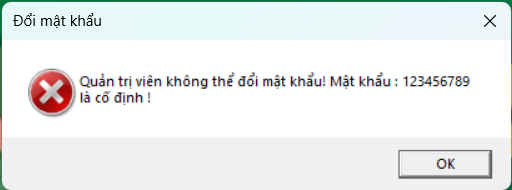 Đổi mật khẩu
Quản trị viên không thể đổi mật khẩu! Mật khẩu : 123456789
là cố định !
OK